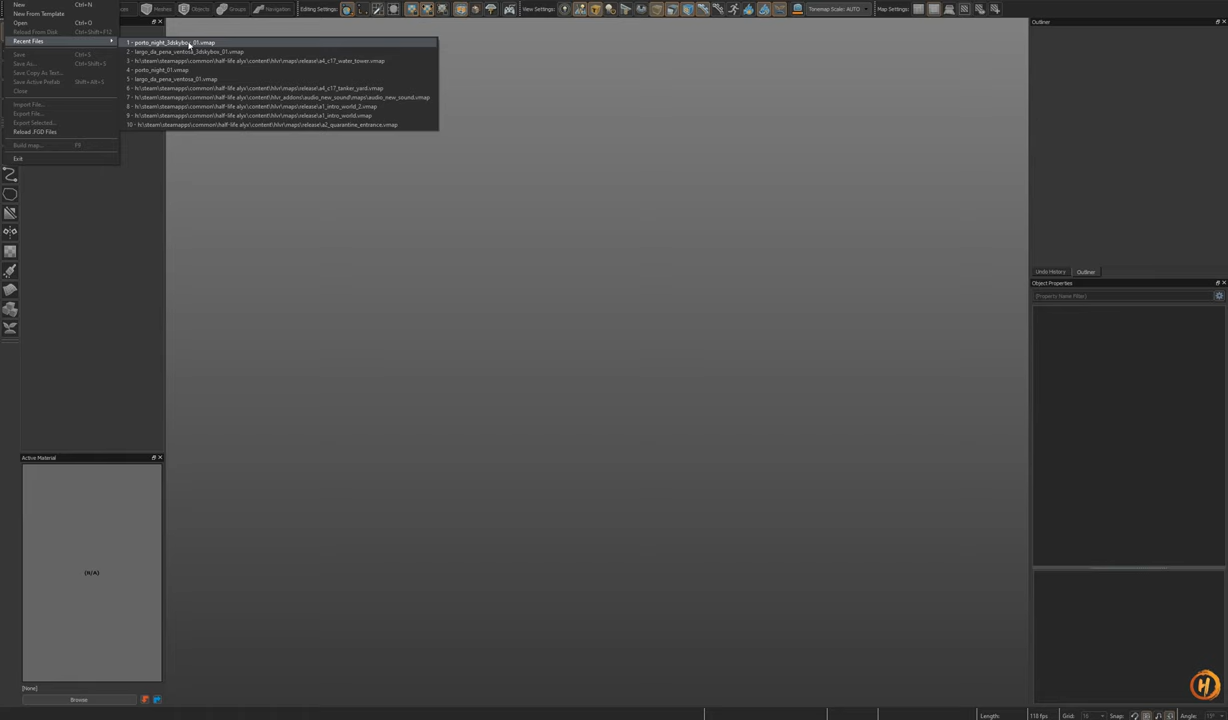 New Ctrl+N
New From Template
Open Ctrl+O
Reload From Disk Ctrl+Shift+F12
Recent Files
Save Ctrl+S
Save As... Ctrl+Shift+S
Save Copy As Text...
Save Active Prefab Shift+Alt+S
Close
Import File...
Export File...
Export Selected...
Reload .FGD Files
Build map... F9
Exit
1 - porto_night_3dskybox_01.vmap
2 - largo_da_pena_ventosa_3dskybox_01.vmap
3 - h:\steam\steamapps\common\half-life alyx\content\hlvr\maps\release\a4_c17_water_tower.vmap
4 - porto_night_01.vmap
5 - largo_da_pena_ventosa_01.vmap
6 - h:\steam\steamapps\common\half-life alyx\content\hlvr\maps\release\a4_c17_tanker_yard.vmap
7 - h:\steam\steamapps\common\half-life alyx\content\hlvr_addons\audio_new_sound\maps\audio_new_sound.vmap
8 - h:\steam\steamapps\common\half-life alyx\content\hlvr\maps\release\a1_intro_world_2.vmap
9 - h:\steam\steamapps\common\half-life alyx\content\hlvr\maps\release\a1_intro_world.vmap
10 - h:\steam\steamapps\common\half-life alyx\content\hlvr\maps\release\a2_quarantine_entrance.vmap
Meshes Objects Groups Navigation Editing Settings: View Settings: Tonemap Scale: AUTO Map Settings:
Outliner
Undo History Outliner
Object Properties
(Property Name Filter)
Active Material
(N/A)
[None]
Browse
Length: 118 fps Grid: 16 Snap: Angle: 15°